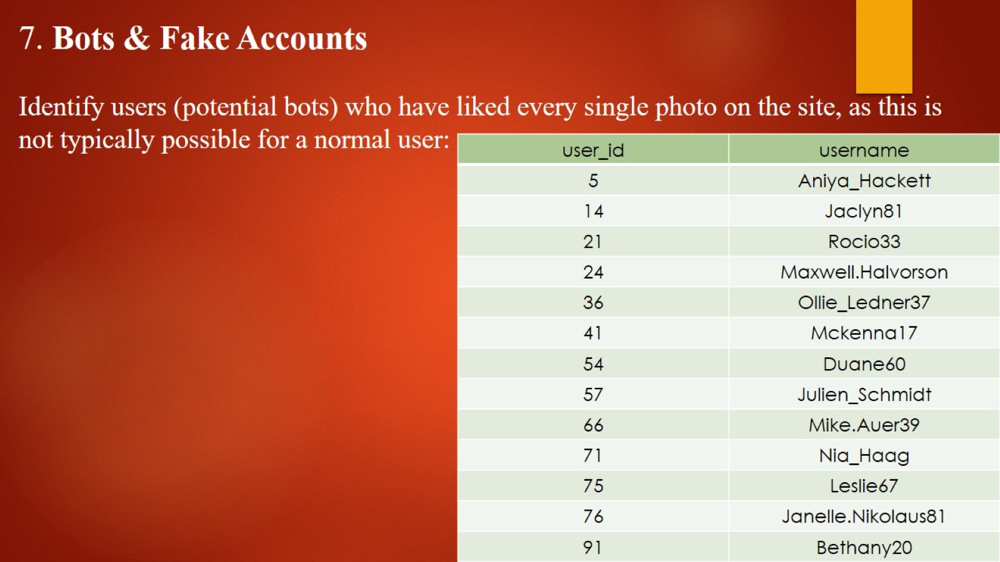 7. Bots & Fake Accounts
Identify users (potential bots) who have liked every single photo on the site, as this is
not typically possible for a normal user:
user_id username
5 Aniya_Hackett
14 Jaclyn81
21 Rocio33
24 Maxwell.Halvorson
36 Ollie_Ledner37
41 Mckenna17
54 Duane60
57 Julien_Schmidt
66 Mike.Auer39
71 Nia_Haag
75 Leslie67
76 Janelle.Nikolaus81
91 Bethany20